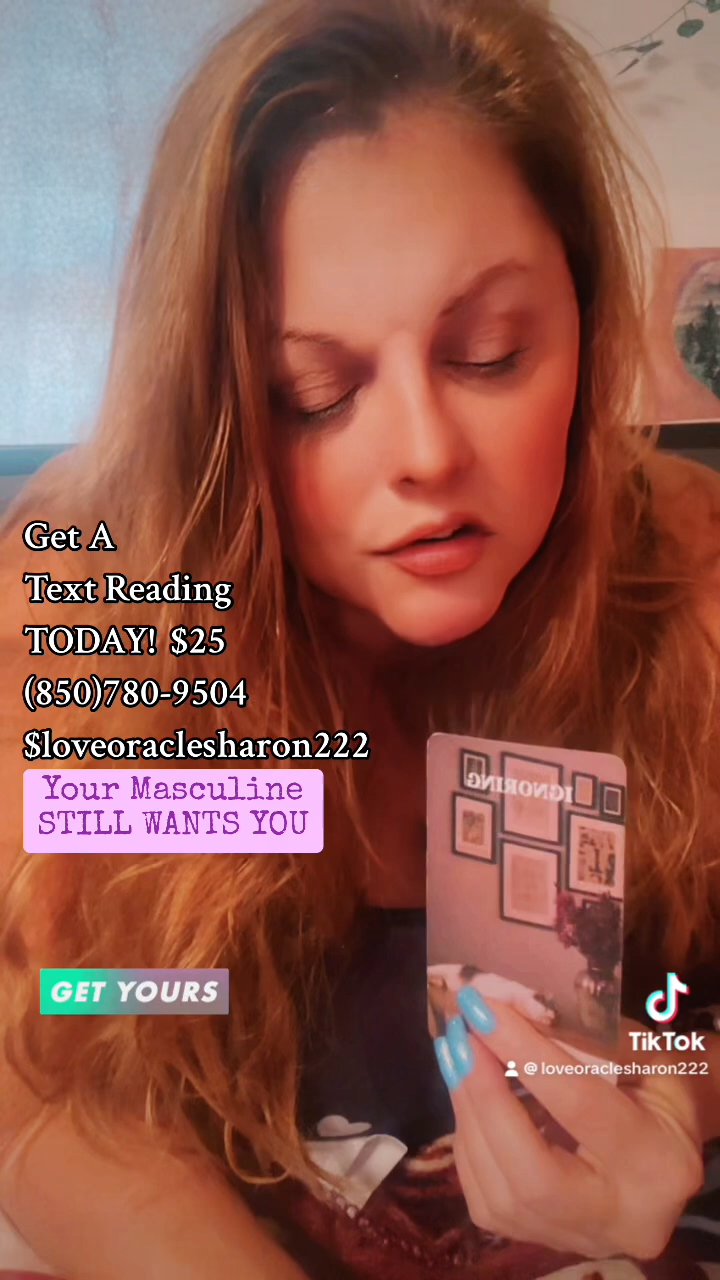 Get A
Text Reading
TODAY! $25
(850)780-9504
$loveoraclesharon222
IGNORING
Your Masculine
STILL WANTS YOU
GET YOURS
TikTok
@loveoraclesharon222